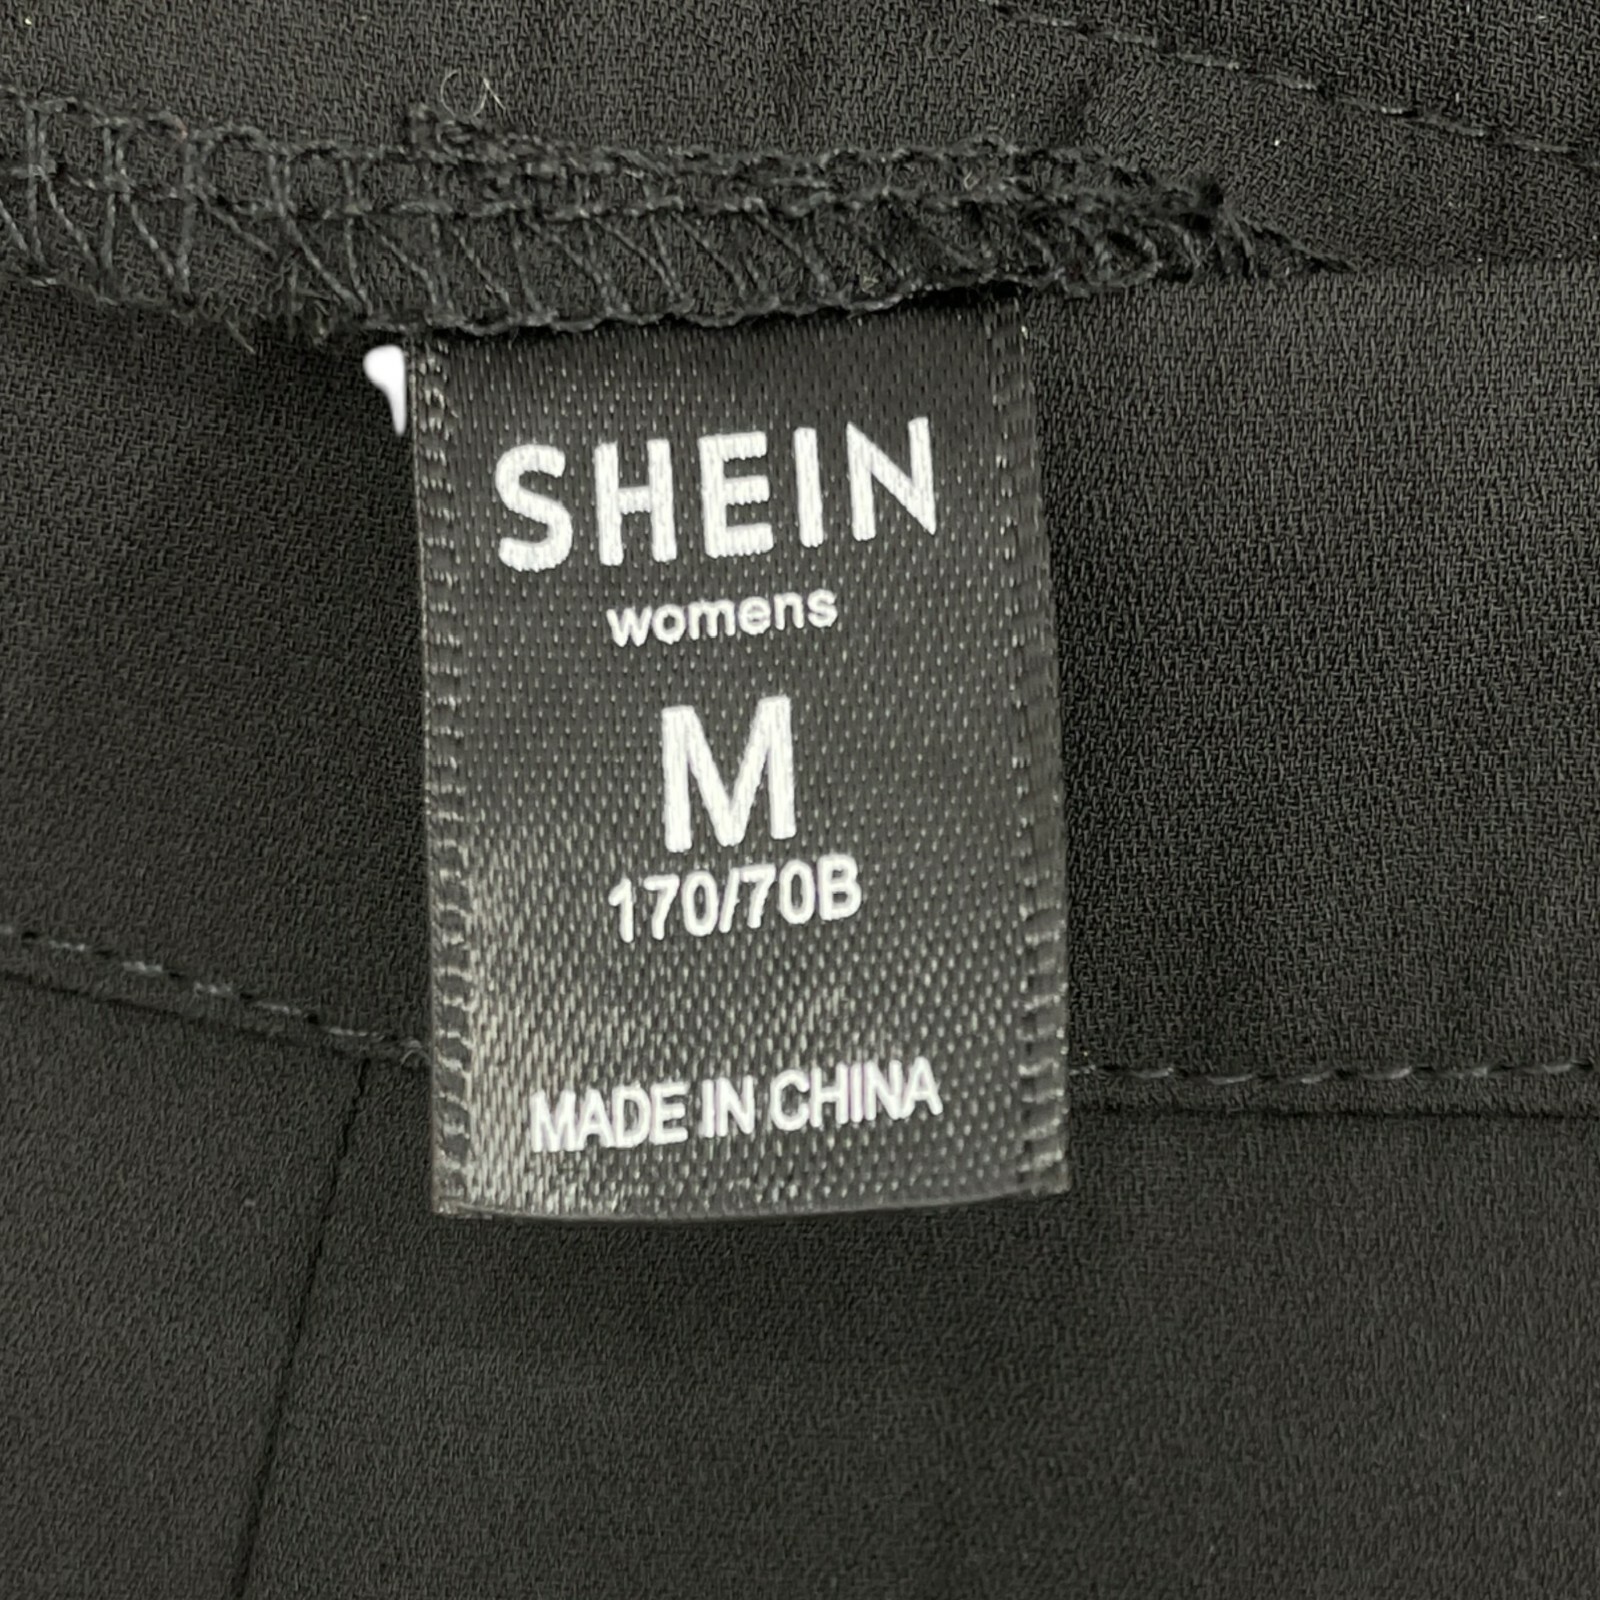 SHEIN
womens
M
170/70B
MADE IN CHINA